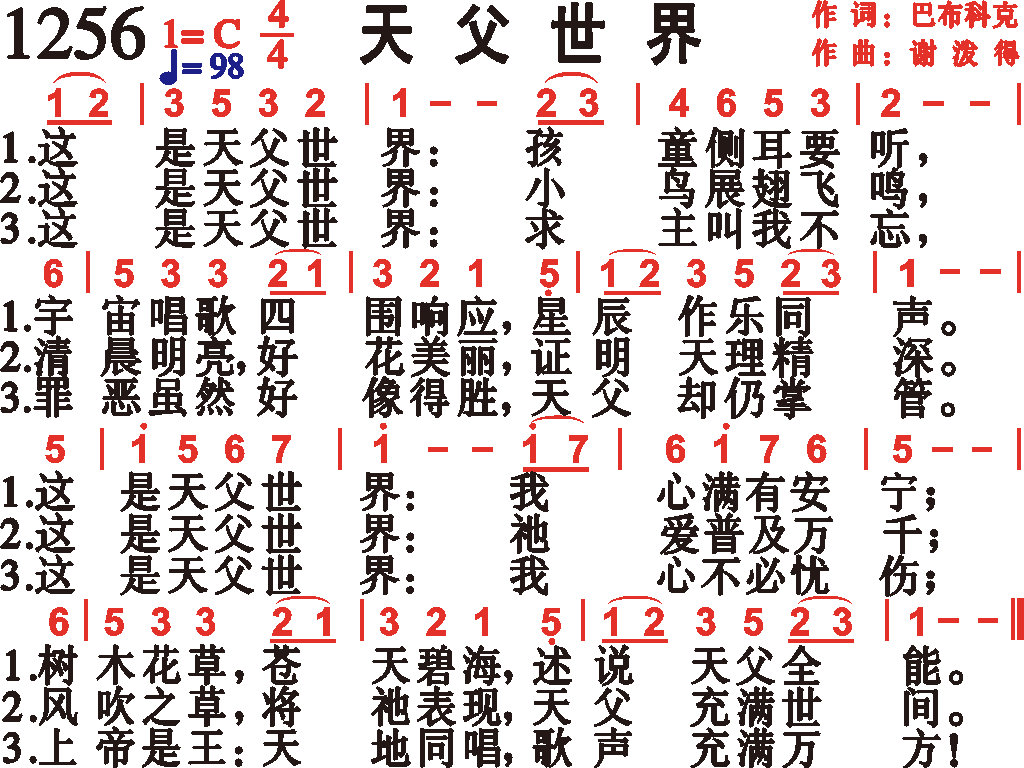 1256 1=C 4/4 天父世界 作词：巴布科克
♩=98 作曲：谢泼得
1 2 | 3 5 3 2 | 1 - - 2 3 | 4 6 5 3 | 2 - - |
1.这 是天父世 界： 孩 童侧耳要 听，
2.这 是天父世 界： 小 鸟展翅飞 鸣，
3.这 是天父世 界： 求 主叫我不 忘，
6 | 5 3 3 2 1 | 3 2 1 5̣ | 1 2 3 5 2 3 | 1 - - |
1.宇 宙唱歌四 围响应，星 辰 作乐同 声。
2.清 晨明亮，好 花美丽，证 明 天理精 深。
3.罪 恶虽然 好 像得胜，天 父 却仍掌 管。
5 | 1̇ 5 6 7 | 1̇ - - 1̇ 7 | 6 1̇ 7 6 | 5 - - |
1.这 是天父世 界： 我 心满有安 宁；
2.这 是天父世 界： 祂 爱普及万 千；
3.这 是天父世 界： 我 心不必忧 伤；
6 | 5 3 3 2 1 | 3 2 1 5̣ | 1 2 3 5 2 3 | 1 - - ‖
1.树 木花草，苍 天碧海，述 说 天父全 能。
2.风 吹之草，将 祂表现，天 父 充满世 间。
3.上 帝是王：天 地同唱，歌 声 充满万 方！